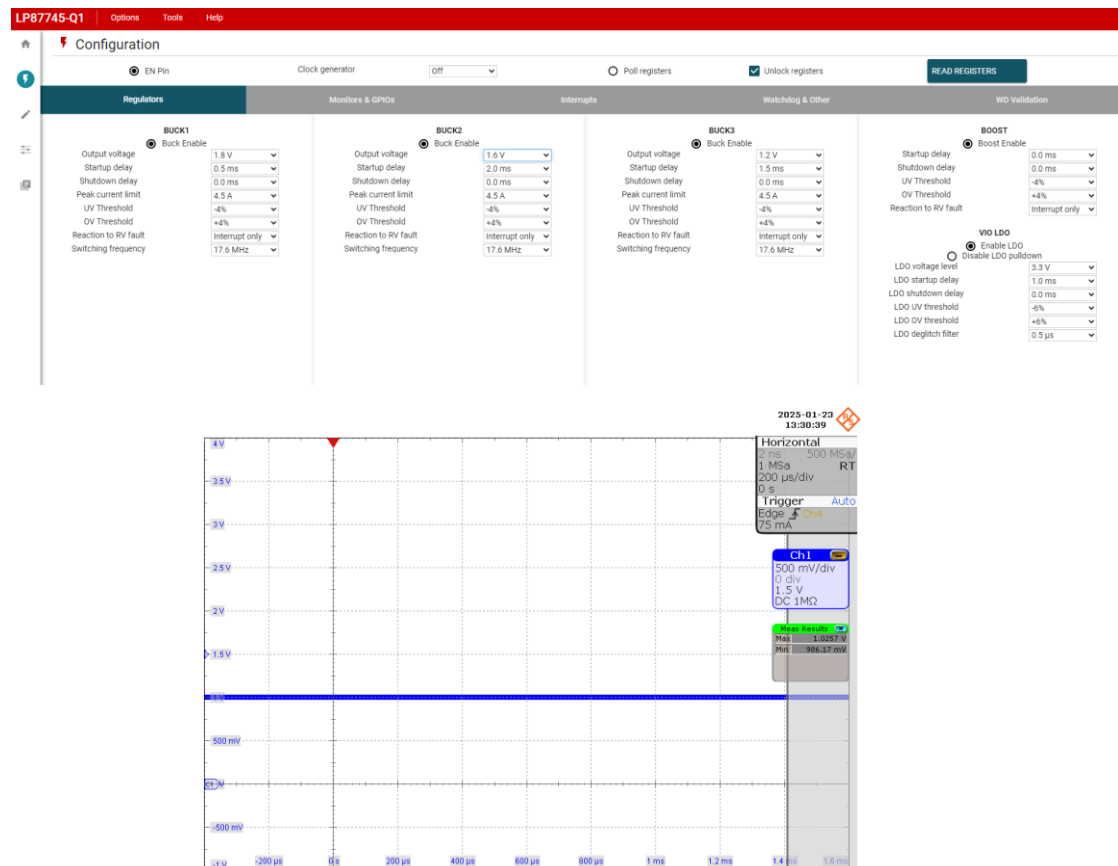 LP87745-Q1 Options Tools Help
Configuration
EN Pin Clock generator Off Poll registers Unlock registers READ REGISTERS
Regulators Monitors & GPIOs Interrupts Watchdog & Other WD Validation
BUCK1
Buck Enable
Output voltage 1.8 V
Startup delay 0.5 ms
Shutdown delay 0.0 ms
Peak current limit 4.5 A
UV Threshold -4%
OV Threshold +4%
Reaction to RV fault Interrupt only
Switching frequency 17.6 MHz
BUCK2
Buck Enable
Output voltage 1.6 V
Startup delay 2.0 ms
Shutdown delay 0.0 ms
Peak current limit 4.5 A
UV Threshold -4%
OV Threshold +4%
Reaction to RV fault Interrupt only
Switching frequency 17.6 MHz
BUCK3
Buck Enable
Output voltage 1.2 V
Startup delay 1.5 ms
Shutdown delay 0.0 ms
Peak current limit 4.5 A
UV Threshold -4%
OV Threshold +4%
Reaction to RV fault Interrupt only
Switching frequency 17.6 MHz
BOOST
Boost Enable
Startup delay 0.0 ms
Shutdown delay 0.0 ms
UV Threshold -4%
OV Threshold +4%
Reaction to RV fault Interrupt only
VIO LDO
Enable LDO
Disable LDO pulldown
LDO voltage level 3.3 V
LDO startup delay 1.0 ms
LDO shutdown delay 0.0 ms
LDO UV threshold -6%
LDO OV threshold +6%
LDO deglitch filter 0.5 µs
2025-01-23
13:30:39
Horizontal
2 ns 500 MSa/
1 MSa RT
200 µs/div
0 s
Trigger Auto
Edge Ch4
75 mA
Ch1
500 mV/div
0 div
1.5 V
DC 1MΩ
Meas Results
Max 1.0257 V
Min 986.17 mV
4 V
3.5 V
3 V
2.5 V
2 V
1.5 V
500 mV
C1
-500 mV
-1 V
-200 µs 0 s 200 µs 400 µs 600 µs 800 µs 1 ms 1.2 ms 1.4 ms 1.6 ms